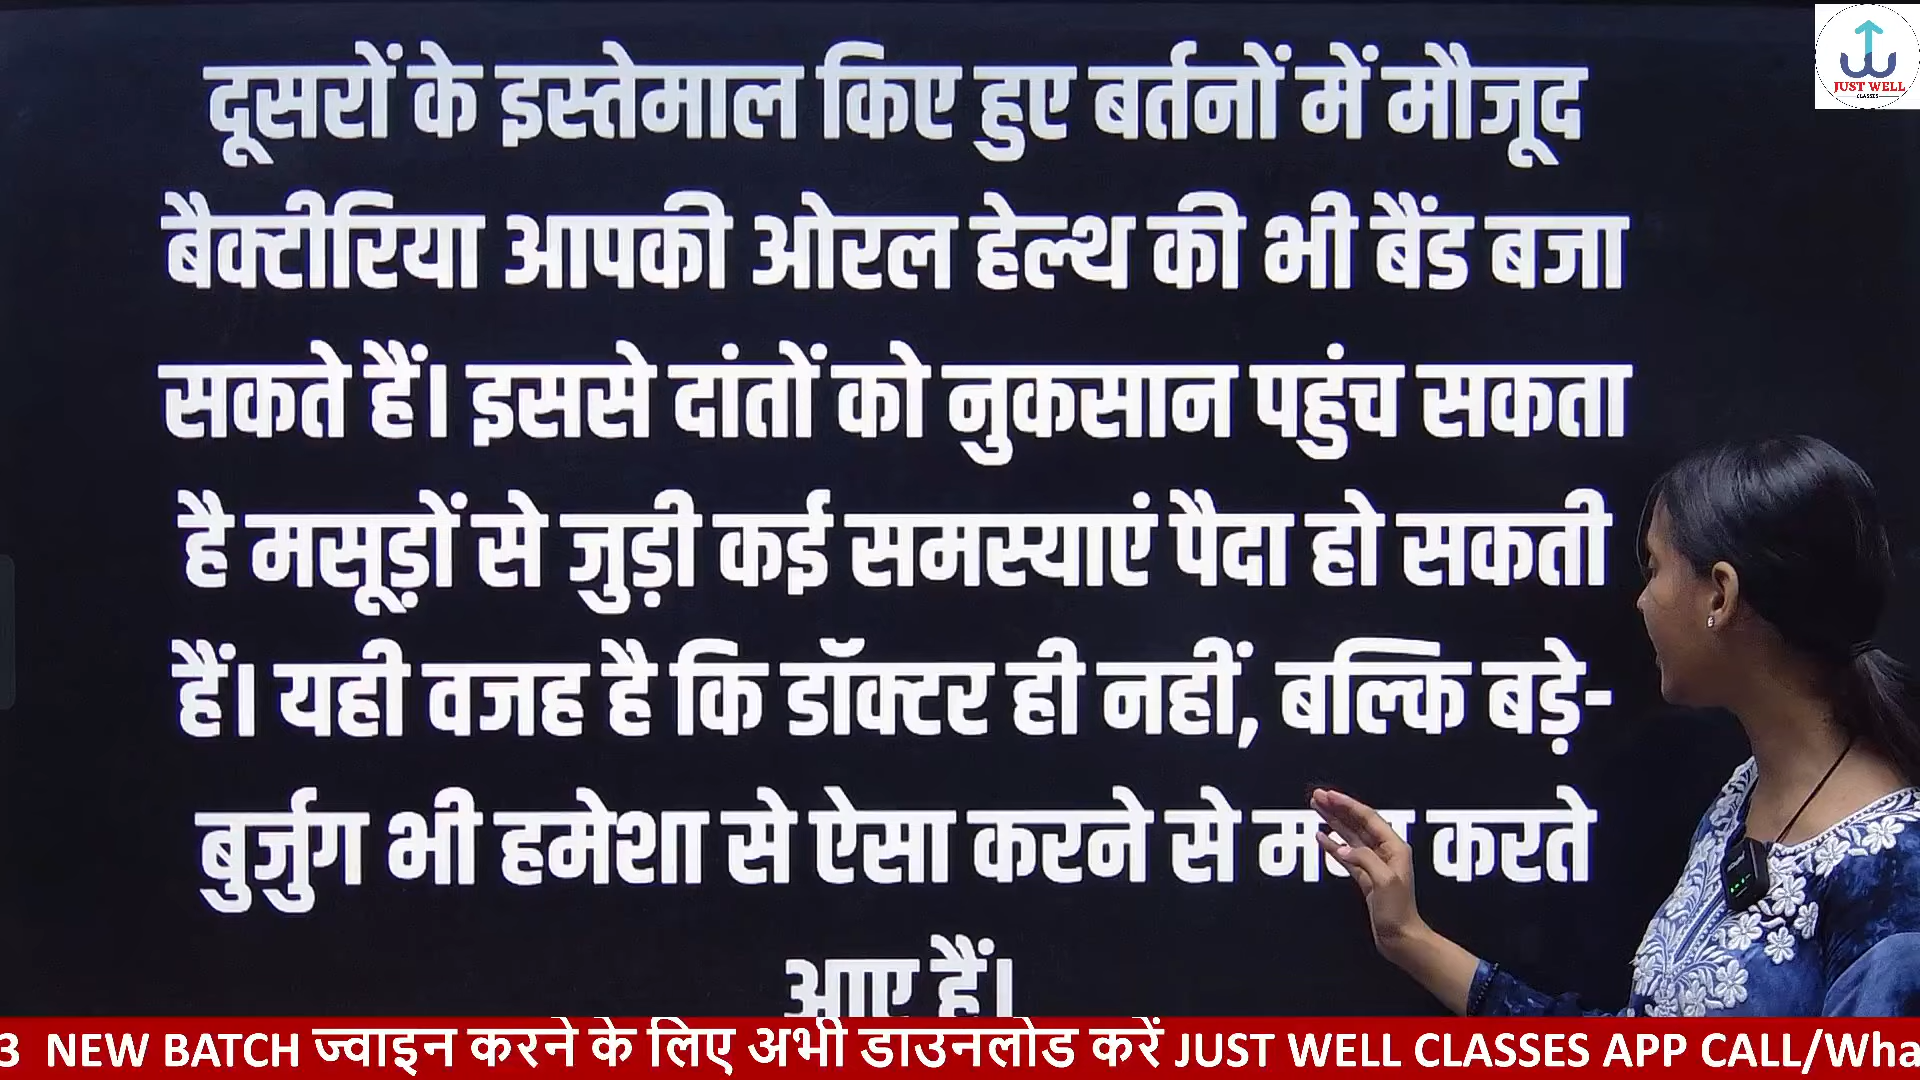 दूसरों के इस्तेमाल किए हुए बर्तनों में मौजूद
बैक्टीरिया आपकी ओरल हेल्थ की भी बैंड बजा
सकते हैं। इससे दांतों को नुकसान पहुंच सकता
है मसूड़ों से जुड़ी कई समस्याएं पैदा हो सकती
हैं। यही वजह है कि डॉक्टर ही नहीं, बल्कि बड़े-
बुर्जुग भी हमेशा से ऐसा करने से करते
आए हैं।
JUST WELL
CLASSES
3 NEW BATCH ज्वाइन करने के लिए अभी डाउनलोड करें JUST WELL CLASSES APP CALL/Wha